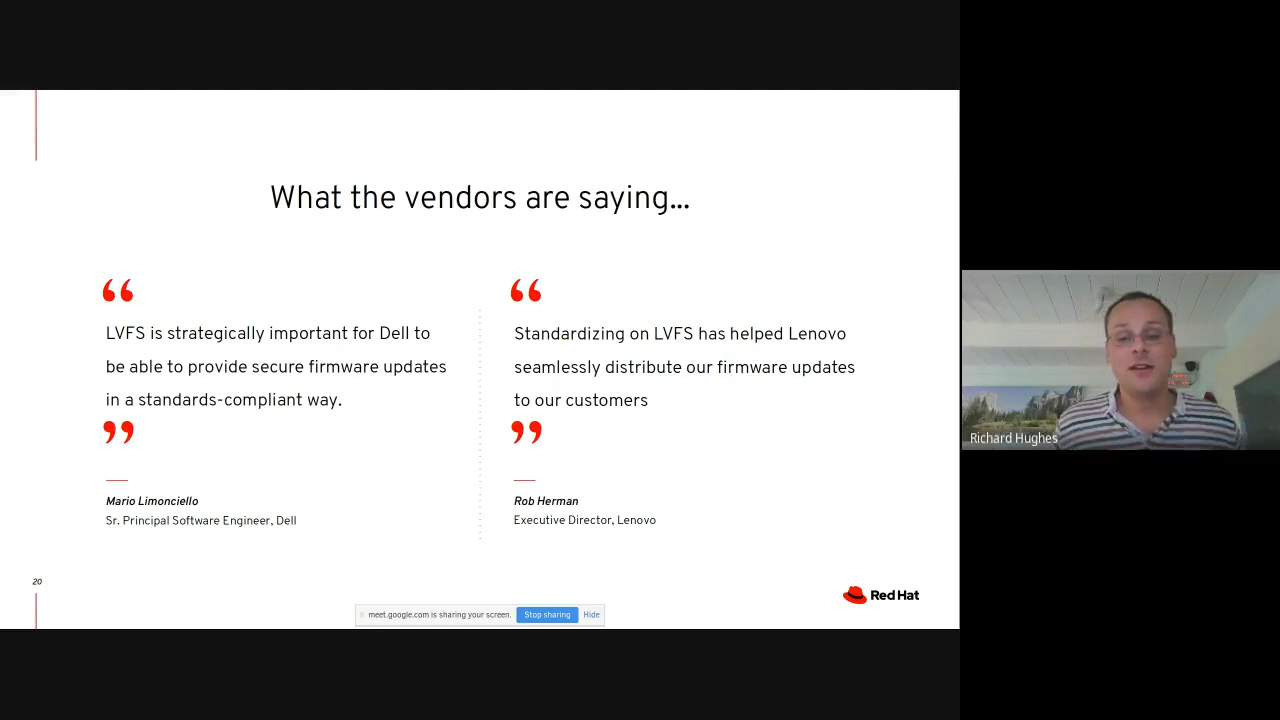 What the vendors are saying...
“
LVFS is strategically important for Dell to
be able to provide secure firmware updates
in a standards-compliant way.
”
Mario Limonciello
Sr. Principal Software Engineer, Dell
“
Standardizing on LVFS has helped Lenovo
seamlessly distribute our firmware updates
to our customers
”
Rob Herman
Executive Director, Lenovo
20
Red Hat
meet.google.com is sharing your screen. Stop sharing Hide
Richard Hughes